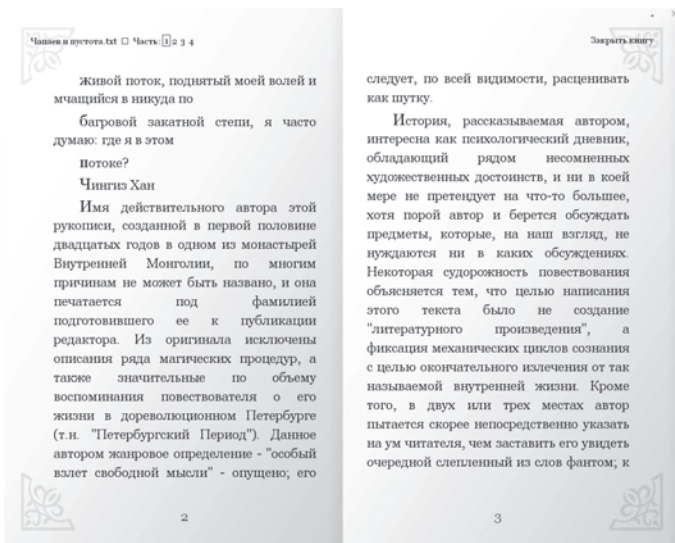 Чапаев и пустота.txt □ Часть: 1 2 3 4
живой поток, поднятый моей волей и
мчащийся в никуда по
багровой закатной степи, я часто
думаю: где я в этом
потоке?
Чингиз Хан
Имя действительного автора этой
рукописи, созданной в первой половине
двадцатых годов в одном из монастырей
Внутренней Монголии, по многим
причинам не может быть названо, и она
печатается под фамилией
подготовившего ее к публикации
редактора. Из оригинала исключены
описания ряда магических процедур, а
также значительные по объему
воспоминания повествователя о его
жизни в дореволюционном Петербурге
(т.н. "Петербургский Период"). Данное
автором жанровое определение - "особый
взлет свободной мысли" - опущено; его
2
Закрыть книгу
следует, по всей видимости, расценивать
как шутку.
История, рассказываемая автором,
интересна как психологический дневник,
обладающий рядом несомненных
художественных достоинств, и ни в коей
мере не претендует на что-то большее,
хотя порой автор и берется обсуждать
предметы, которые, на наш взгляд, не
нуждаются ни в каких обсуждениях.
Некоторая судорожность повествования
объясняется тем, что целью написания
этого текста было не создание
"литературного произведения", а
фиксация механических циклов сознания
с целью окончательного излечения от так
называемой внутренней жизни. Кроме
того, в двух или трех местах автор
пытается скорее непосредственно указать
на ум читателя, чем заставить его увидеть
очередной слепленный из слов фантом; к
3